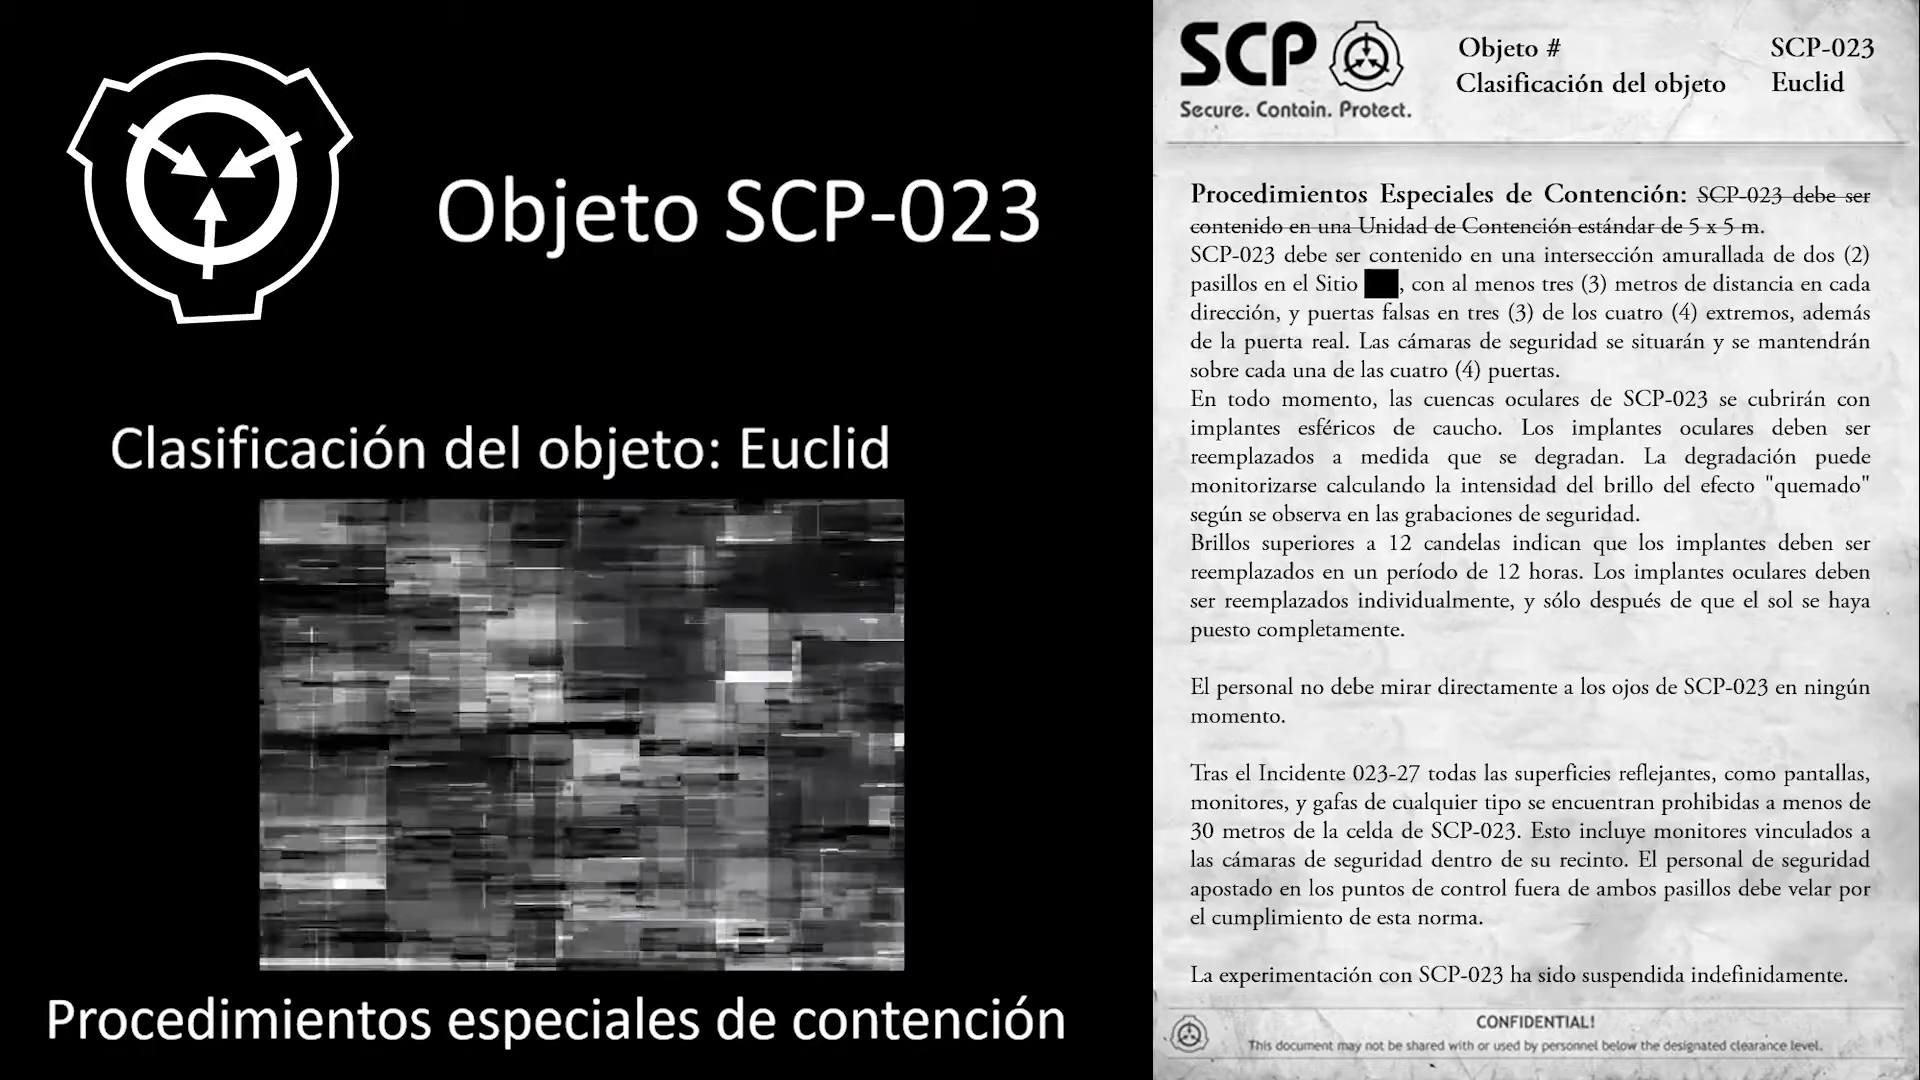 Objeto SCP-023
Clasificación del objeto: Euclid
Procedimientos especiales de contención
SCP
Secure. Contain. Protect.
Objeto # SCP-023
Clasificación del objeto Euclid
Procedimientos Especiales de Contención: SCP-023 debe ser
contenido en una Unidad de Contención estándar de 5 x 5 m.
SCP-023 debe ser contenido en una intersección amurallada de dos (2)
pasillos en el Sitio , con al menos tres (3) metros de distancia en cada
dirección, y puertas falsas en tres (3) de los cuatro (4) extremos, además
de la puerta real. Las cámaras de seguridad se situarán y se mantendrán
sobre cada una de las cuatro (4) puertas.
En todo momento, las cuencas oculares de SCP-023 se cubrirán con
implantes esféricos de caucho. Los implantes oculares deben ser
reemplazados a medida que se degradan. La degradación puede
monitorizarse calculando la intensidad del brillo del efecto "quemado"
según se observa en las grabaciones de seguridad.
Brillos superiores a 12 candelas indican que los implantes deben ser
reemplazados en un período de 12 horas. Los implantes oculares deben
ser reemplazados individualmente, y sólo después de que el sol se haya
puesto completamente.
El personal no debe mirar directamente a los ojos de SCP-023 en ningún
momento.
Tras el Incidente 023-27 todas las superficies reflejantes, como pantallas,
monitores, y gafas de cualquier tipo se encuentran prohibidas a menos de
30 metros de la celda de SCP-023. Esto incluye monitores vinculados a
las cámaras de seguridad dentro de su recinto. El personal de seguridad
apostado en los puntos de control fuera de ambos pasillos debe velar por
el cumplimiento de esta norma.
La experimentación con SCP-023 ha sido suspendida indefinidamente.
CONFIDENTIAL!
This document may not be shared with or used by personnel below the designated clearance level.